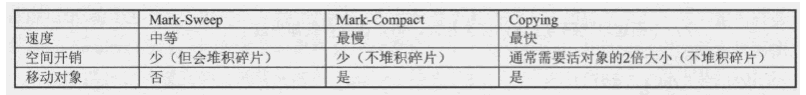 Mark-Sweep Mark-Compact Copying
速度 中等 最慢 最快
空间开销 少（但会堆积碎片） 少（不堆积碎片） 通常需要活对象的2倍大小（不堆积碎片）
移动对象 否 是 是